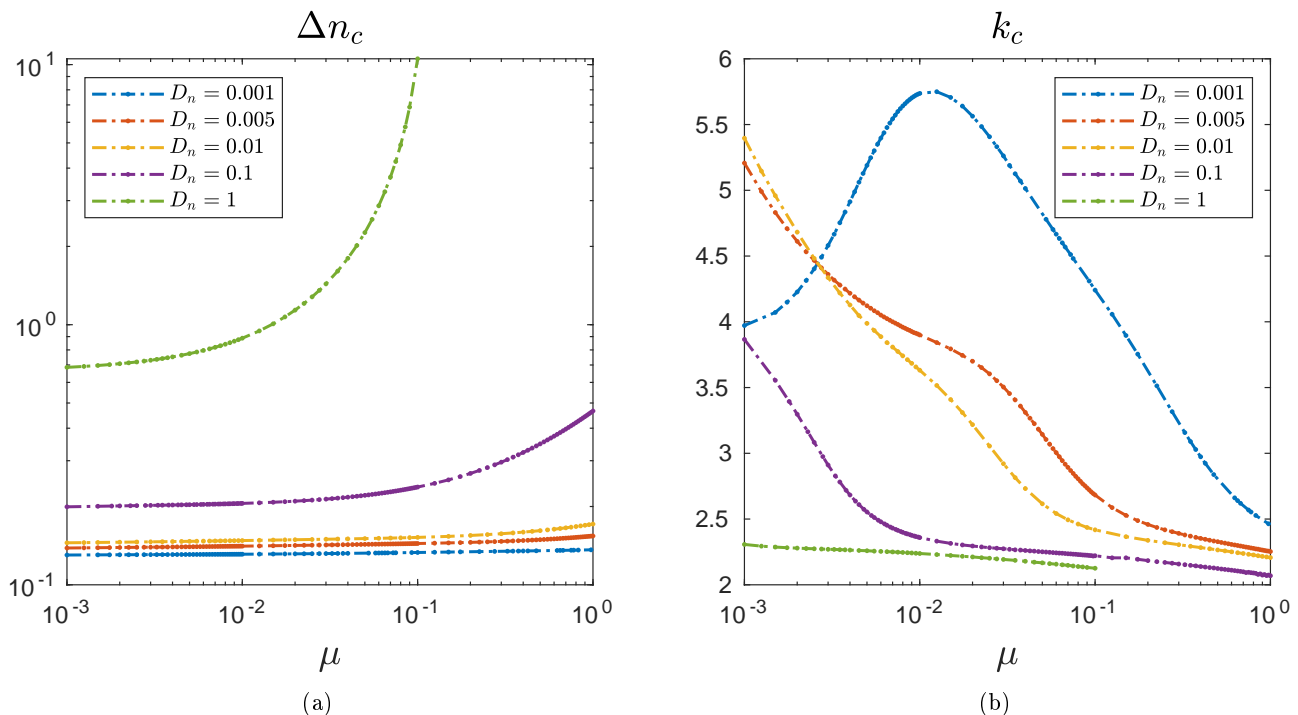 Δn_c
10^1
10^0
10^-1
D_n = 0.001
D_n = 0.005
D_n = 0.01
D_n = 0.1
D_n = 1
10^-3 10^-2 10^-1 10^0
μ
(a)
k_c
6
5.5
5
4.5
4
3.5
3
2.5
2
D_n = 0.001
D_n = 0.005
D_n = 0.01
D_n = 0.1
D_n = 1
10^-3 10^-2 10^-1 10^0
μ
(b)